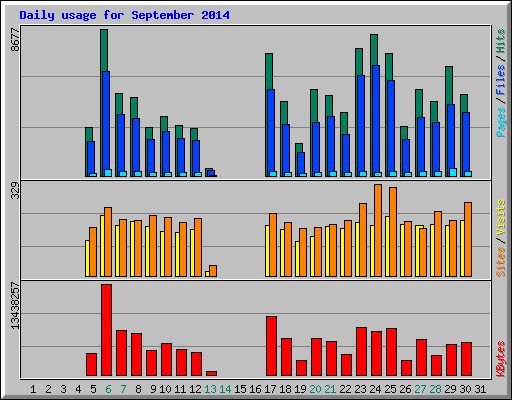 Daily usage for September 2014
8677
329
13438257
Pages / Files / Hits
Sites / Visits
KBytes
1 2 3 4 5 6 7 8 9 10 11 12 13 14 15 16 17 18 19 20 21 22 23 24 25 26 27 28 29 30 31